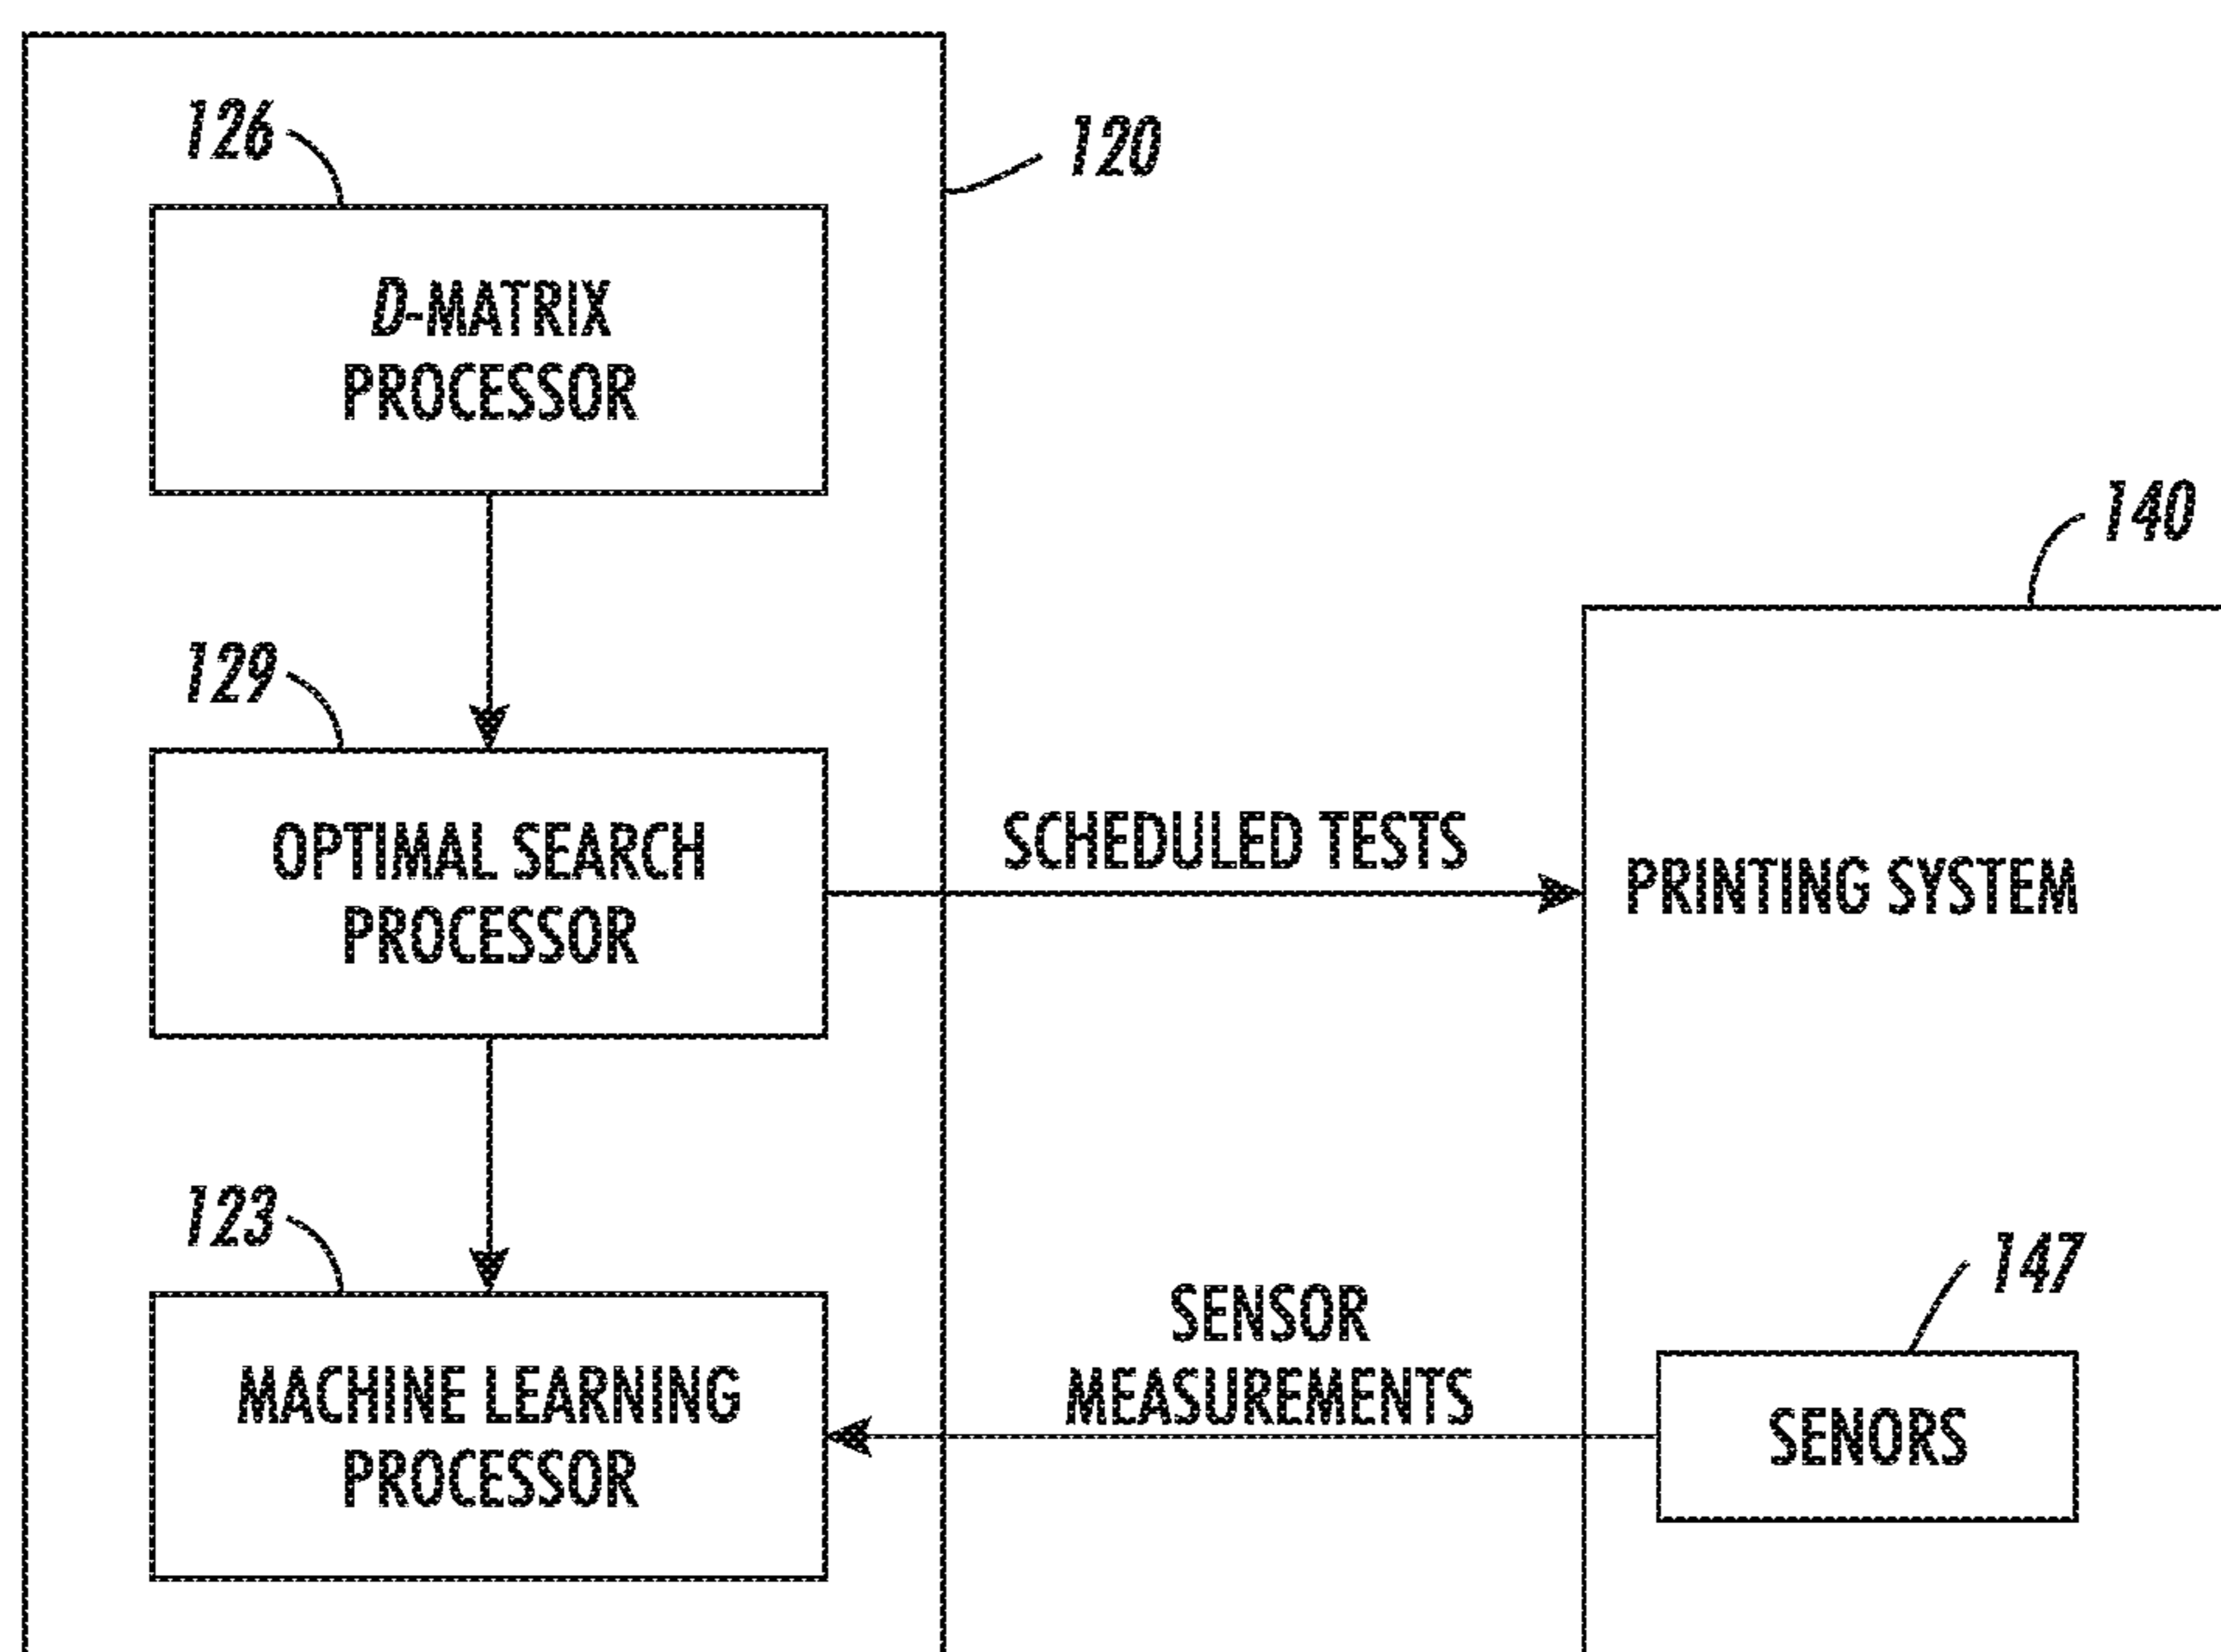 126
120
D-MATRIX
PROCESSOR
140
129
OPTIMAL SEARCH
PROCESSOR
SCHEDULED TESTS
PRINTING SYSTEM
123
MACHINE LEARNING
PROCESSOR
SENSOR
MEASUREMENTS
147
SENORS